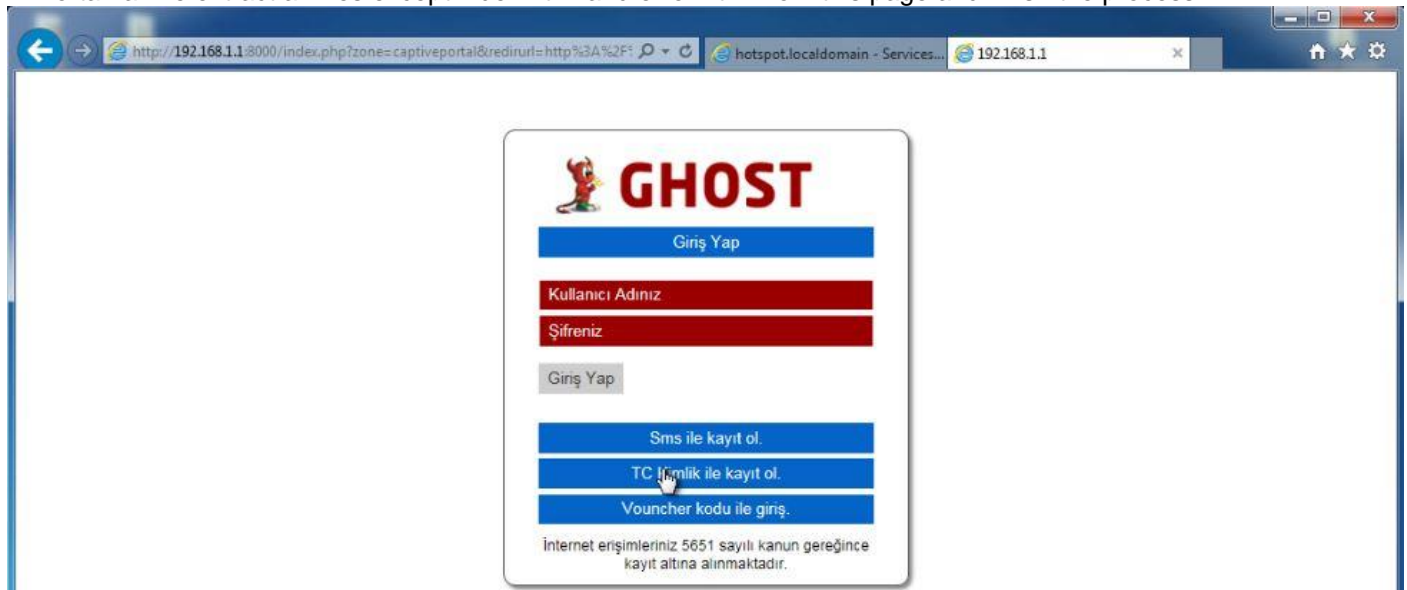 http://192.168.1.1:8000/index.php?zone=captiveportal&redirurl=http%3A%2F
hotspot.localdomain - Services...
192.168.1.1
GHOST
Giriş Yap
Kullanıcı Adınız
Şifreniz
Giriş Yap
Sms ile kayıt ol.
TC Kimlik ile kayıt ol.
Vouncher kodu ile giriş.
İnternet erişimleriniz 5651 sayılı kanun gereğince
kayıt altına alınmaktadır.